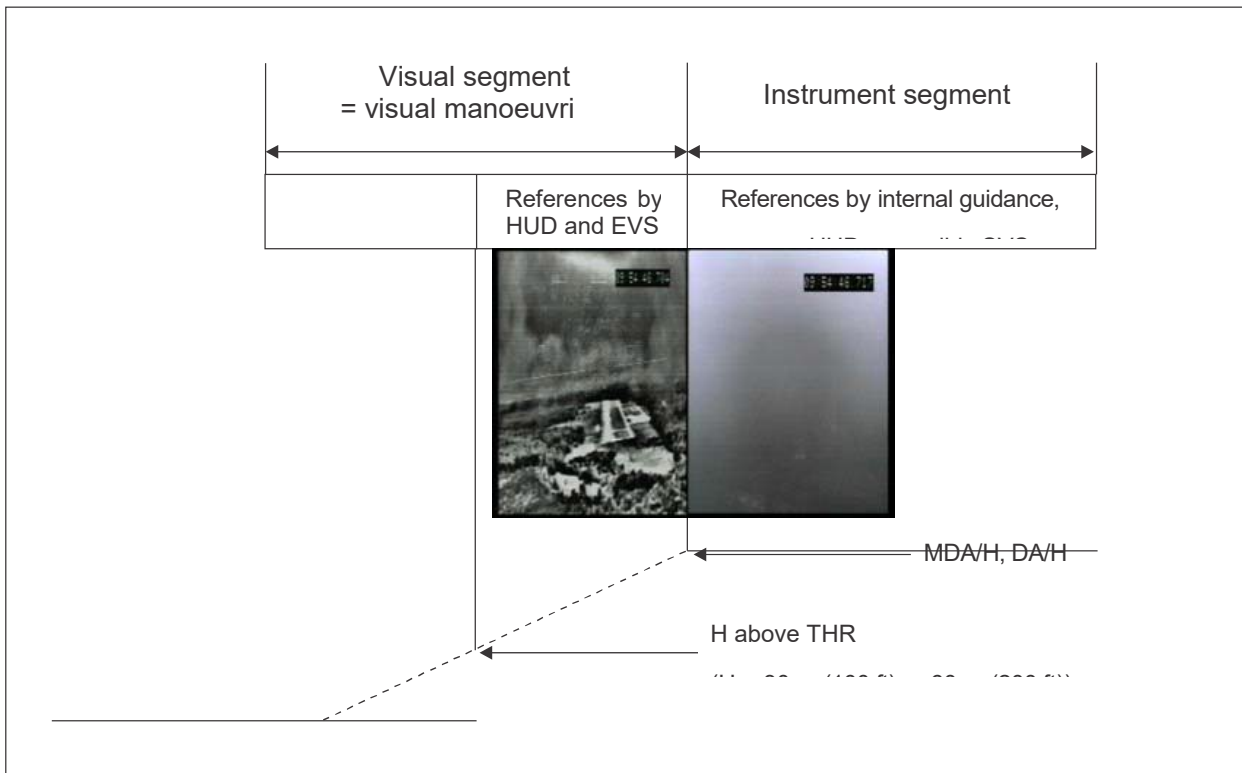 Visual segment
= visual manoeuvri
Instrument segment
References by
HUD and EVS
References by internal guidance,
MDA/H, DA/H
H above THR